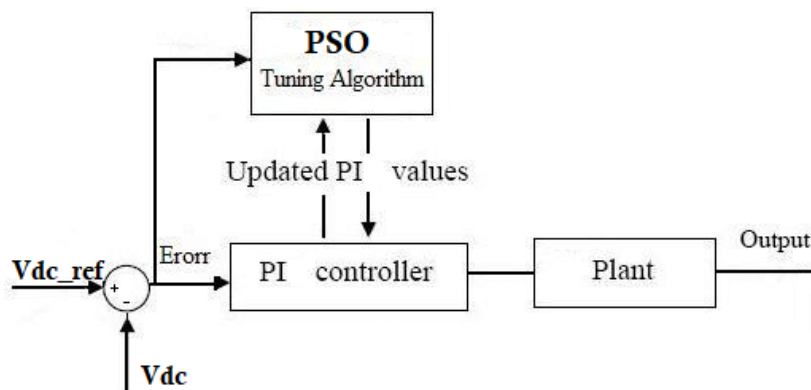 PSO
Tuning Algorithm
Updated PI values
Vdc_ref
+
-
Erorr
PI controller
Plant
Output
Vdc